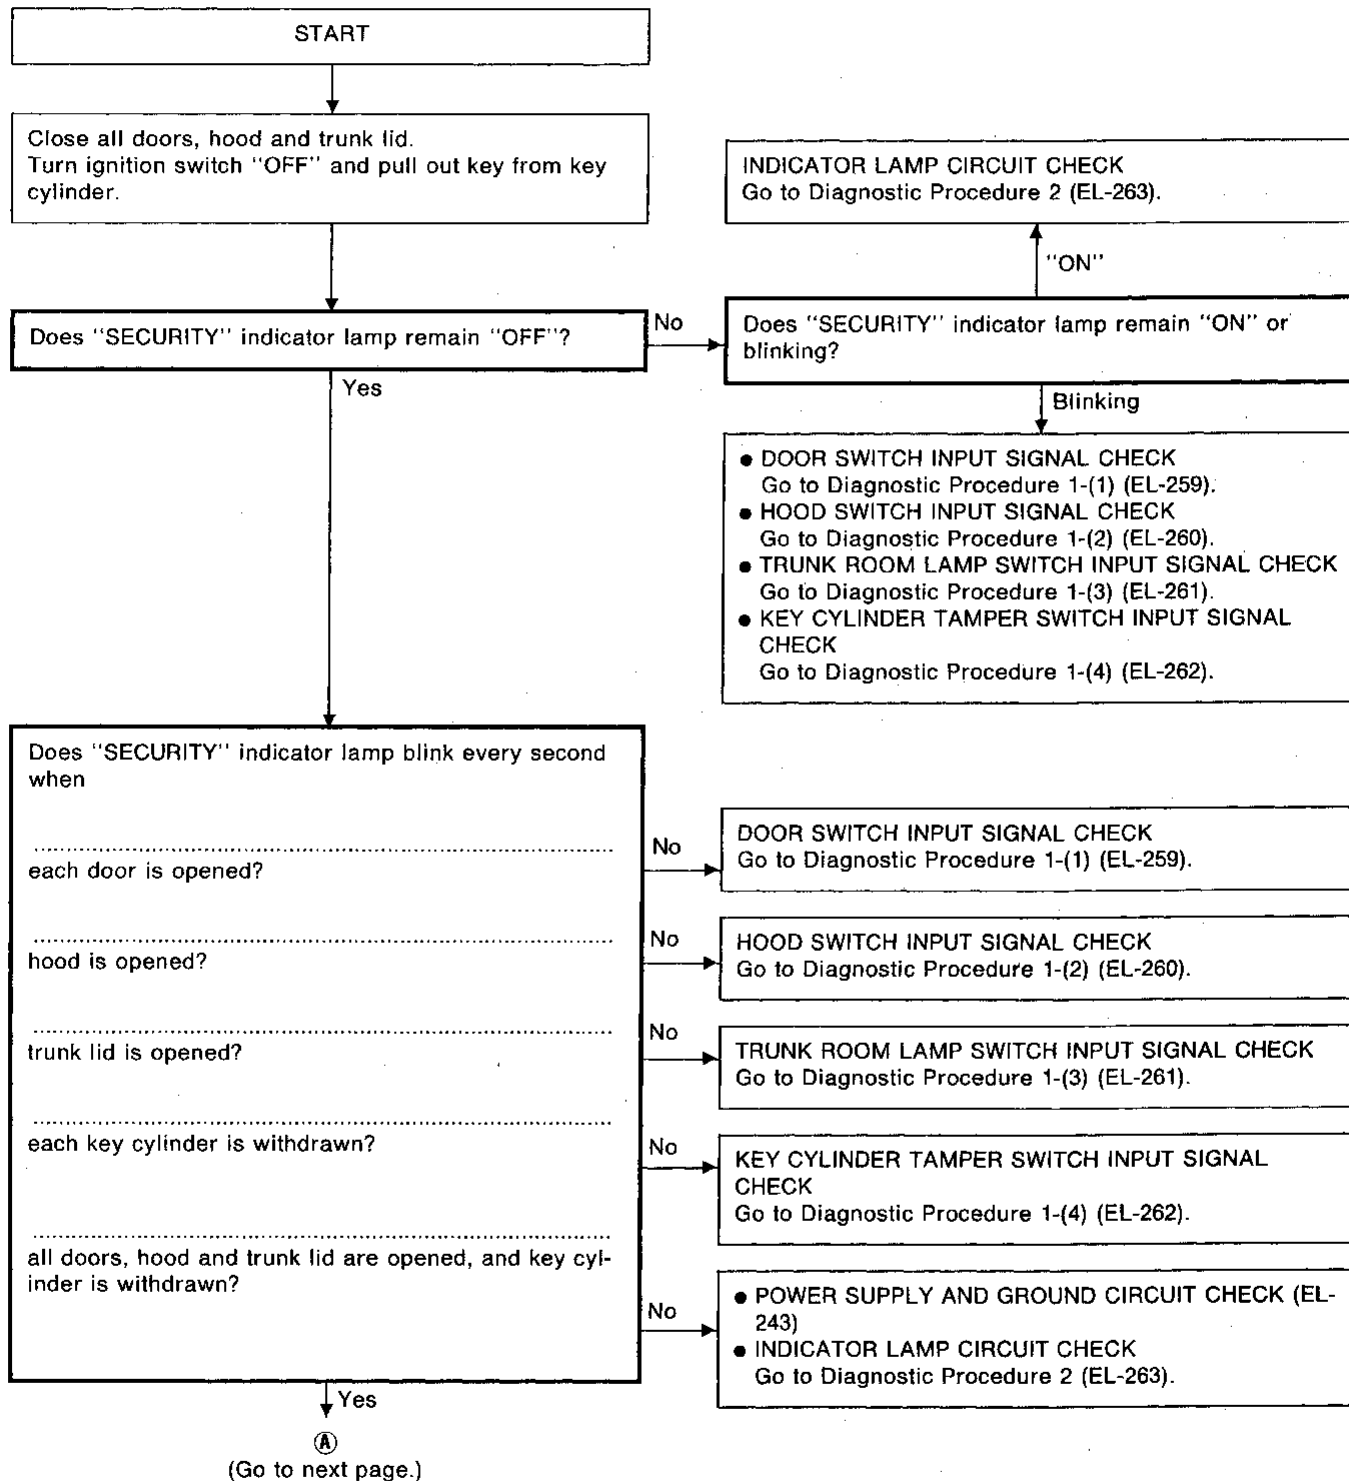 START
Close all doors, hood and trunk lid.
Turn ignition switch "OFF" and pull out key from key
cylinder.
INDICATOR LAMP CIRCUIT CHECK
Go to Diagnostic Procedure 2 (EL-263).
"ON"
Does "SECURITY" indicator lamp remain "OFF"?
No
Does "SECURITY" indicator lamp remain "ON" or
blinking?
Yes
Blinking
● DOOR SWITCH INPUT SIGNAL CHECK
Go to Diagnostic Procedure 1-(1) (EL-259).
● HOOD SWITCH INPUT SIGNAL CHECK
Go to Diagnostic Procedure 1-(2) (EL-260).
● TRUNK ROOM LAMP SWITCH INPUT SIGNAL CHECK
Go to Diagnostic Procedure 1-(3) (EL-261).
● KEY CYLINDER TAMPER SWITCH INPUT SIGNAL
CHECK
Go to Diagnostic Procedure 1-(4) (EL-262).
Does "SECURITY" indicator lamp blink every second
when
each door is opened?
No
DOOR SWITCH INPUT SIGNAL CHECK
Go to Diagnostic Procedure 1-(1) (EL-259).
hood is opened?
No
HOOD SWITCH INPUT SIGNAL CHECK
Go to Diagnostic Procedure 1-(2) (EL-260).
trunk lid is opened?
No
TRUNK ROOM LAMP SWITCH INPUT SIGNAL CHECK
Go to Diagnostic Procedure 1-(3) (EL-261).
each key cylinder is withdrawn?
No
KEY CYLINDER TAMPER SWITCH INPUT SIGNAL
CHECK
Go to Diagnostic Procedure 1-(4) (EL-262).
all doors, hood and trunk lid are opened, and key cyl-
inder is withdrawn?
No
● POWER SUPPLY AND GROUND CIRCUIT CHECK (EL-
243)
● INDICATOR LAMP CIRCUIT CHECK
Go to Diagnostic Procedure 2 (EL-263).
Yes
Ⓐ
(Go to next page.)